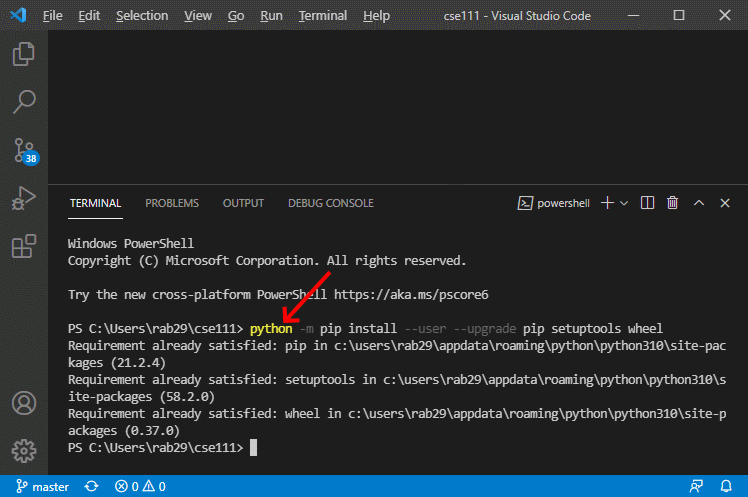 File Edit Selection View Go Run Terminal Help cse111 - Visual Studio Code
38
TERMINAL PROBLEMS OUTPUT DEBUG CONSOLE powershell
Windows PowerShell
Copyright (C) Microsoft Corporation. All rights reserved.
Try the new cross-platform PowerShell https://aka.ms/pscore6
PS C:\Users\rab29\cse111> python -m pip install --user --upgrade pip setuptools wheel
Requirement already satisfied: pip in c:\users\rab29\appdata\roaming\python\python310\site-pac
kages (21.2.4)
Requirement already satisfied: setuptools in c:\users\rab29\appdata\roaming\python\python310\s
ite-packages (58.2.0)
Requirement already satisfied: wheel in c:\users\rab29\appdata\roaming\python\python310\site-p
ackages (0.37.0)
PS C:\Users\rab29\cse111>
master 0 0